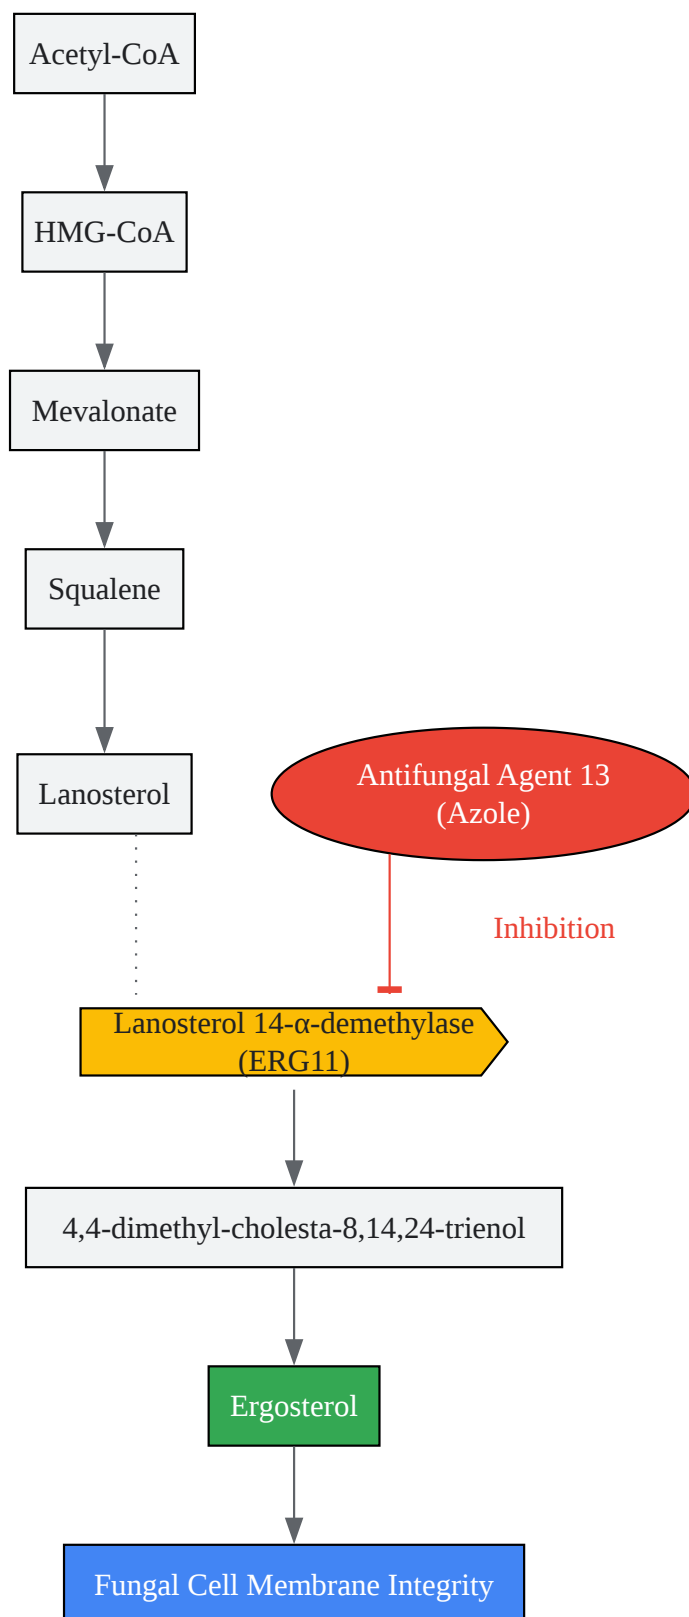 Acetyl-CoA
HMG-CoA
Mevalonate
Squalene
Lanosterol
Antifungal Agent 13
(Azole)
Inhibition
Lanosterol 14-α-demethylase
(ERG11)
4,4-dimethyl-cholesta-8,14,24-trienol
Ergosterol
Fungal Cell Membrane Integrity